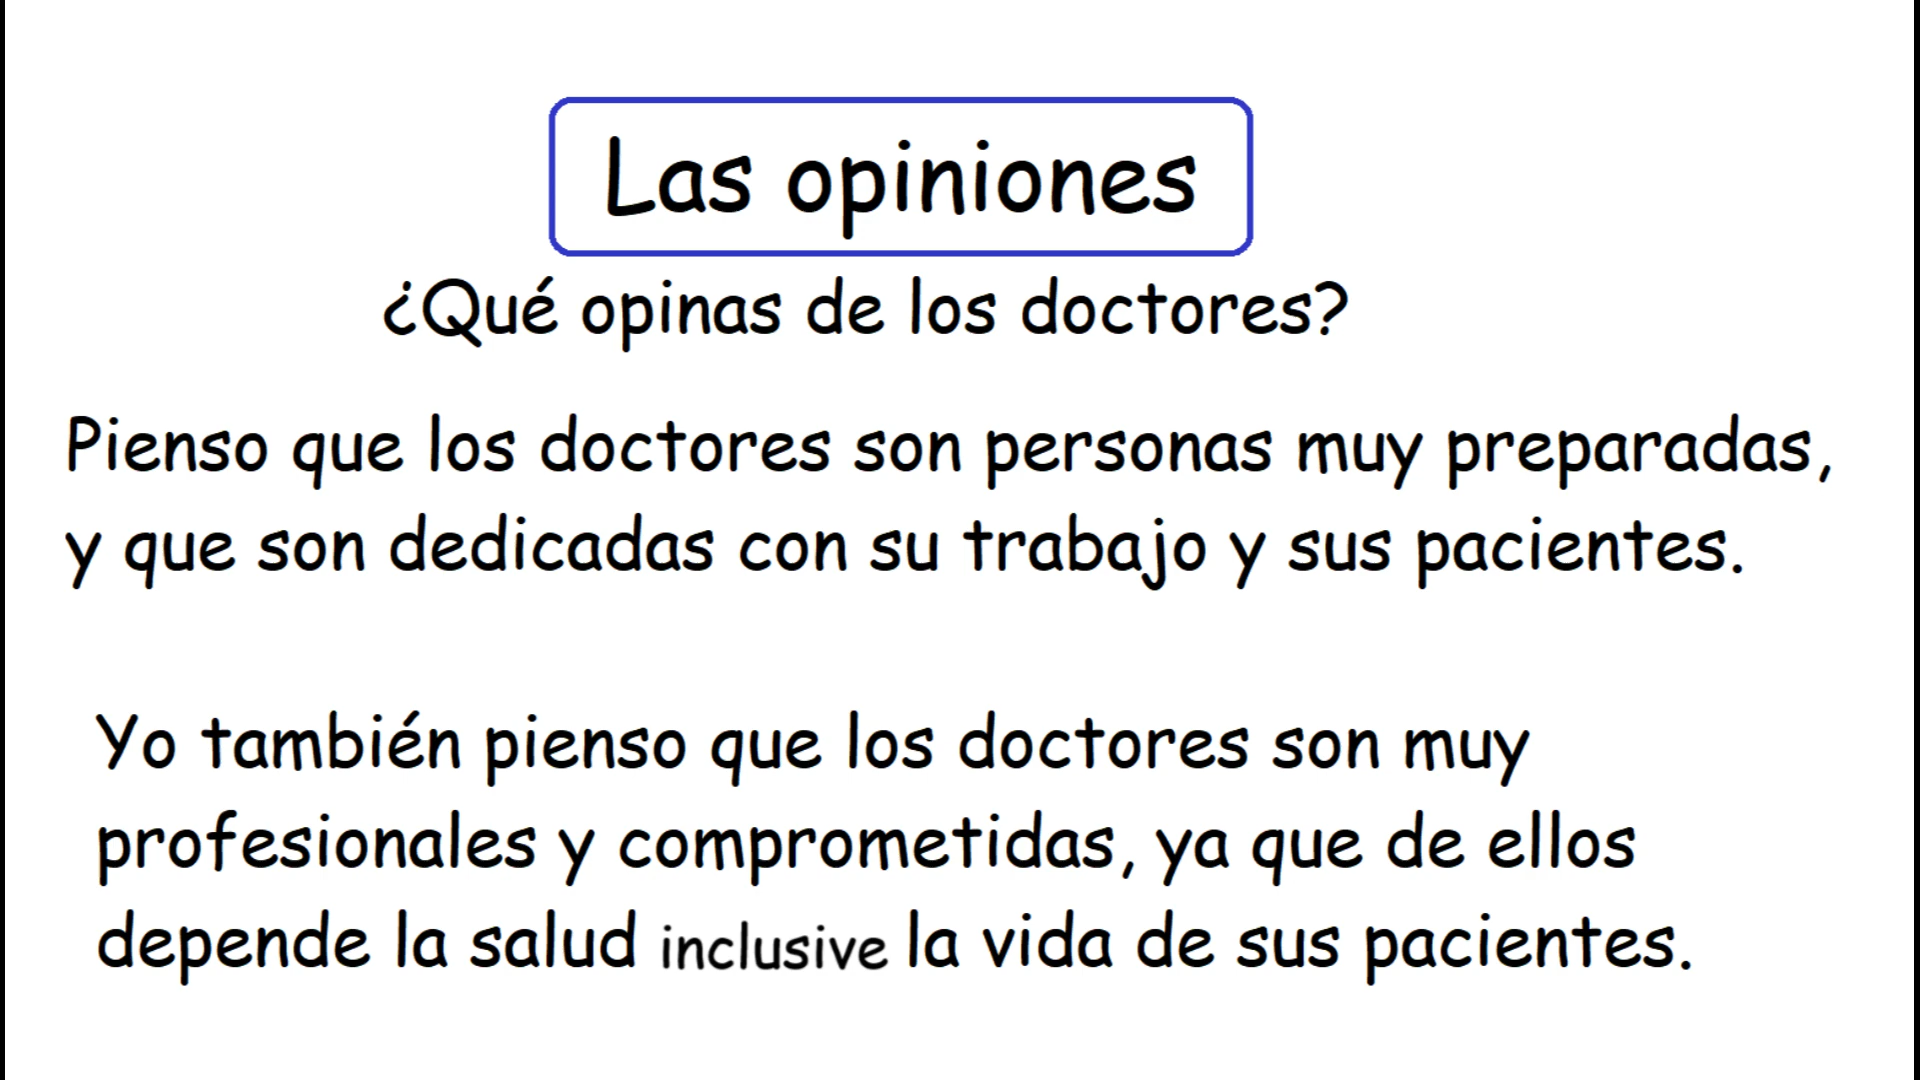 Las opiniones
¿Qué opinas de los doctores?
Pienso que los doctores son personas muy preparadas,
y que son dedicadas con su trabajo y sus pacientes.
Yo también pienso que los doctores son muy
profesionales y comprometidas, ya que de ellos
depende la salud inclusive la vida de sus pacientes.